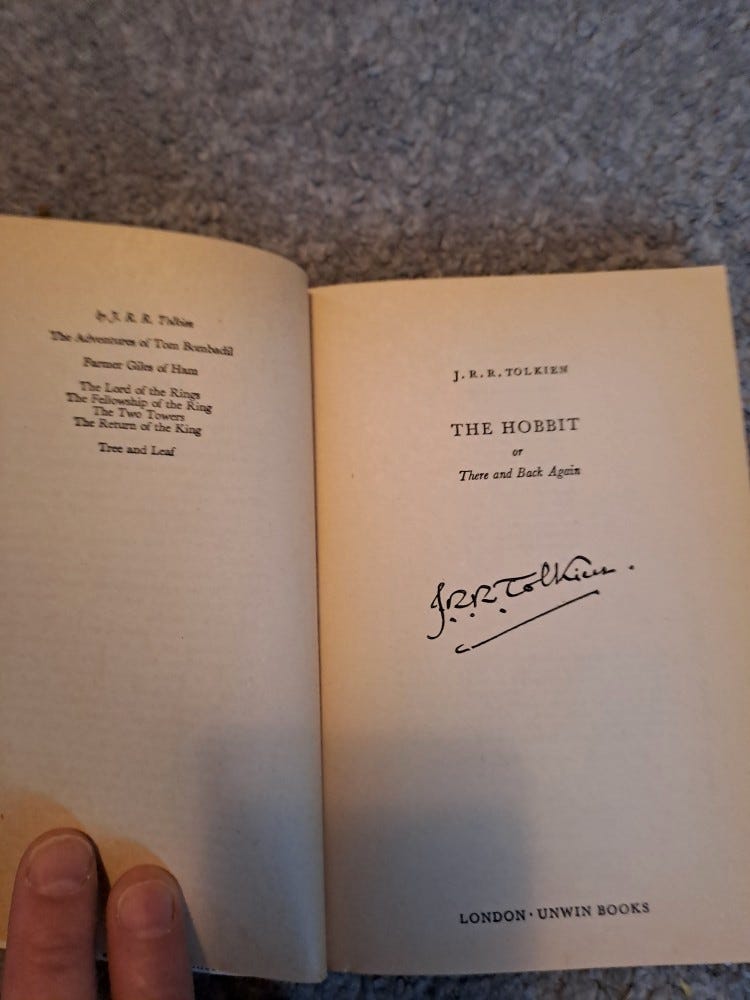 by J. R. R. Tolkien
The Adventures of Tom Bombadil
Farmer Giles of Ham
The Lord of the Rings
The Fellowship of the Ring
The Two Towers
The Return of the King
Tree and Leaf
J.R.R. TOLKIEN
THE HOBBIT
or
There and Back Again
J.R.R. Tolkien.
LONDON · UNWIN BOOKS